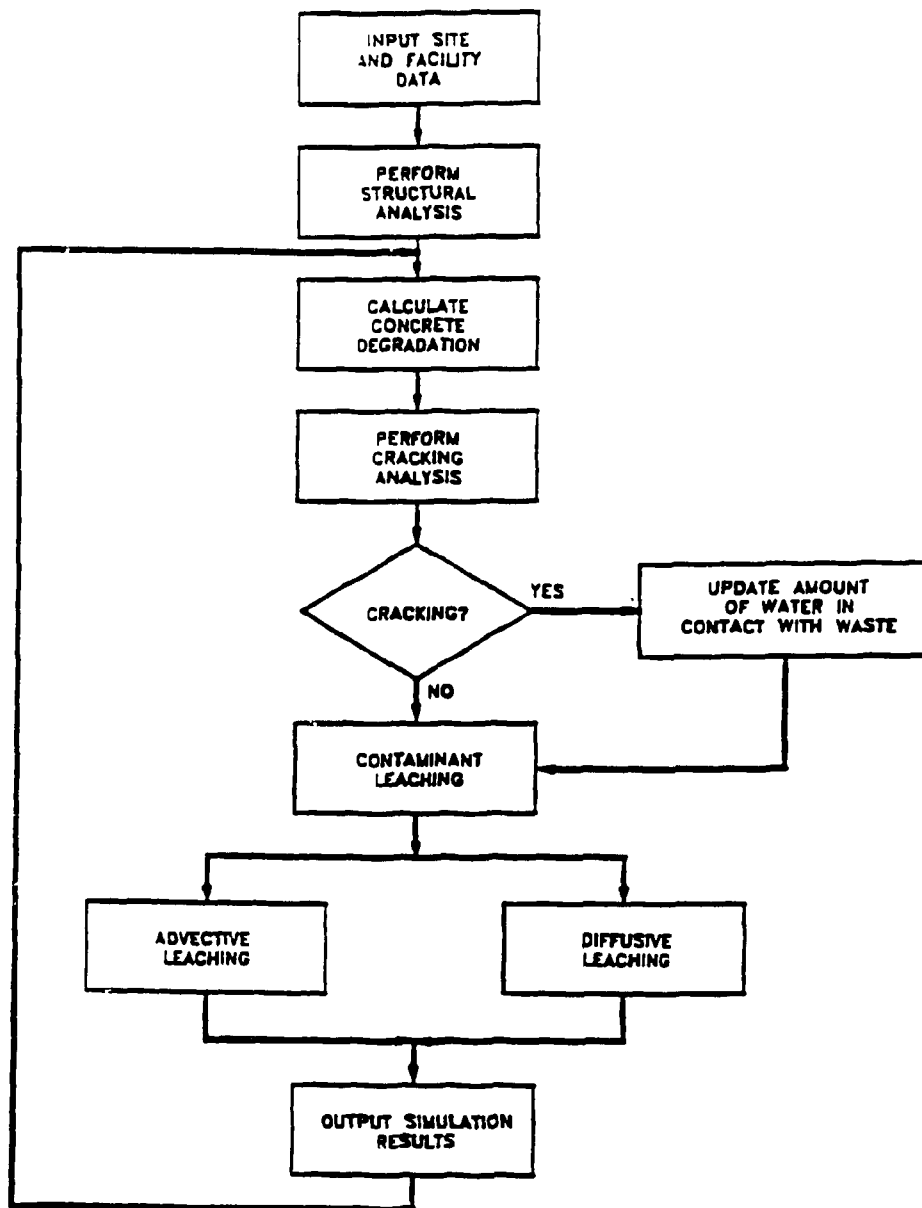 INPUT SITE
AND FACILITY
DATA
PERFORM
STRUCTURAL
ANALYSIS
CALCULATE
CONCRETE
DEGRADATION
PERFORM
CRACKING
ANALYSIS
CRACKING?
YES
UPDATE AMOUNT
OF WATER IN
CONTACT WITH WASTE
NO
CONTAMINANT
LEACHING
ADVECTIVE
LEACHING
DIFFUSIVE
LEACHING
OUTPUT SIMULATION
RESULTS